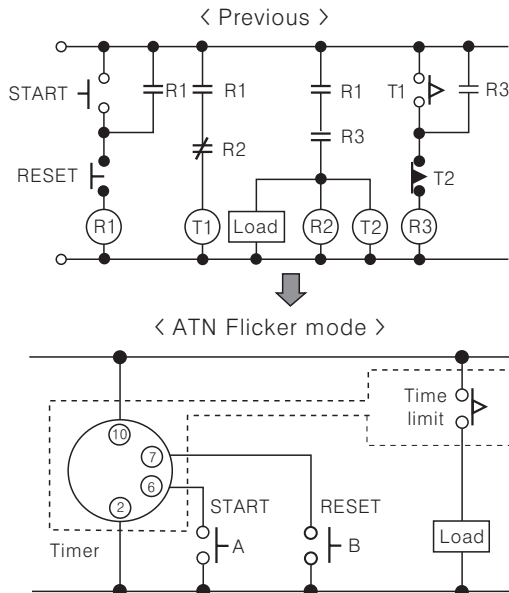 < Previous >
START
R1
R1
R1
T1
R3
R2
R3
RESET
T2
R1
T1
Load
R2
T2
R3
< ATN Flicker mode >
Time
limit
10
7
6
2
START
RESET
A
B
Load
Timer